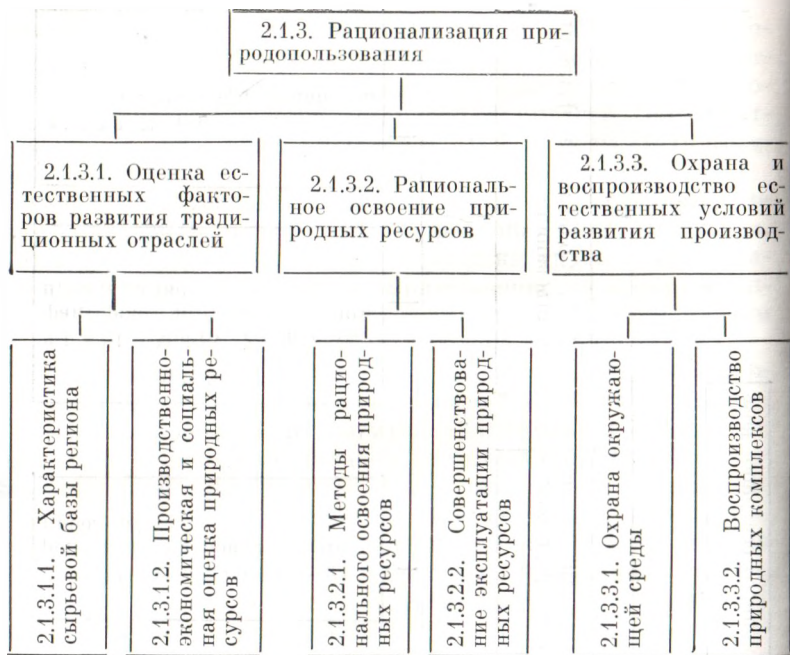 2.1.3. Рационализация при-
родопользования
2.1.3.1. Оценка ес-
тественных факто-
ров развития тради-
ционных отраслей
2.1.3.2. Рациональ-
ное освоение при-
родных ресурсов
2.1.3.3. Охрана и
воспроизводство ес-
тественных условий
развития производ-
ства
2.1.3.1.1. Характеристика
сырьевой базы региона
2.1.3.1.2. Производственно-
экономическая и социаль-
ная оценка природных ре-
сурсов
2.1.3.2.1. Методы рацио-
нального освоения природ-
ных ресурсов
2.1.3.2.2. Совершенствова-
ние эксплуатации природ-
ных ресурсов
2.1.3.3.1. Охрана окружаю-
щей среды
2.1.3.3.2. Воспроизводство
природных комплексов